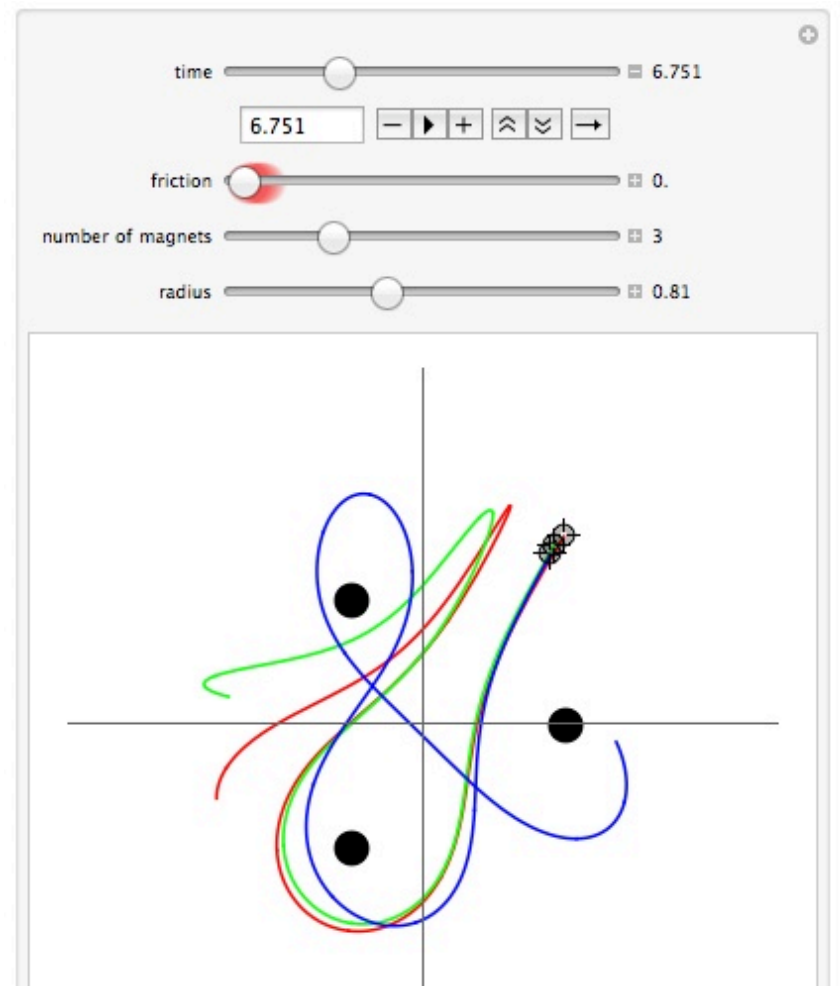 time 6.751
6.751
friction 0.
number of magnets 3
radius 0.81